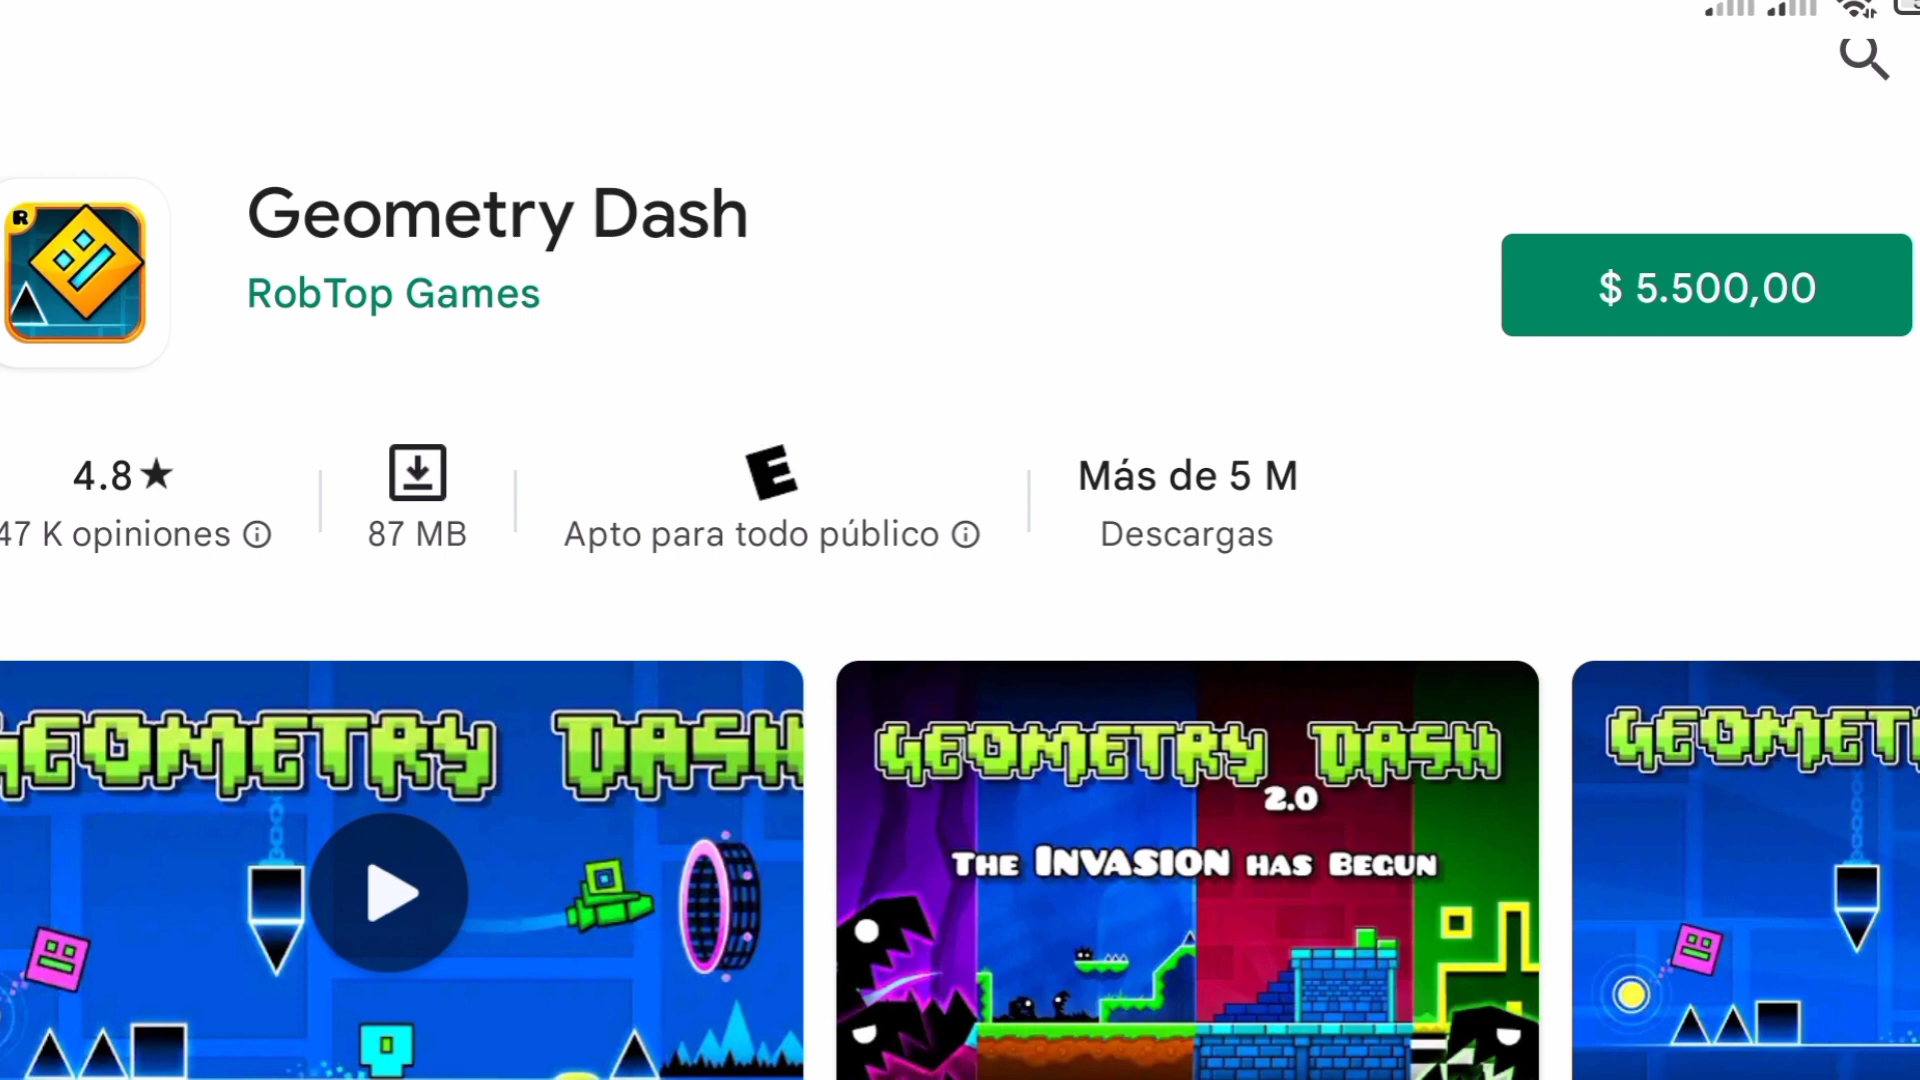 Geometry Dash
RobTop Games
$ 5.500,00
R
4.8★
47 K opiniones
87 MB
E
Apto para todo público
Más de 5 M
Descargas
GEOMETRY DASH
GEOMETRY DASH
2.0
THE INVASION HAS BEGUN
GEOMET